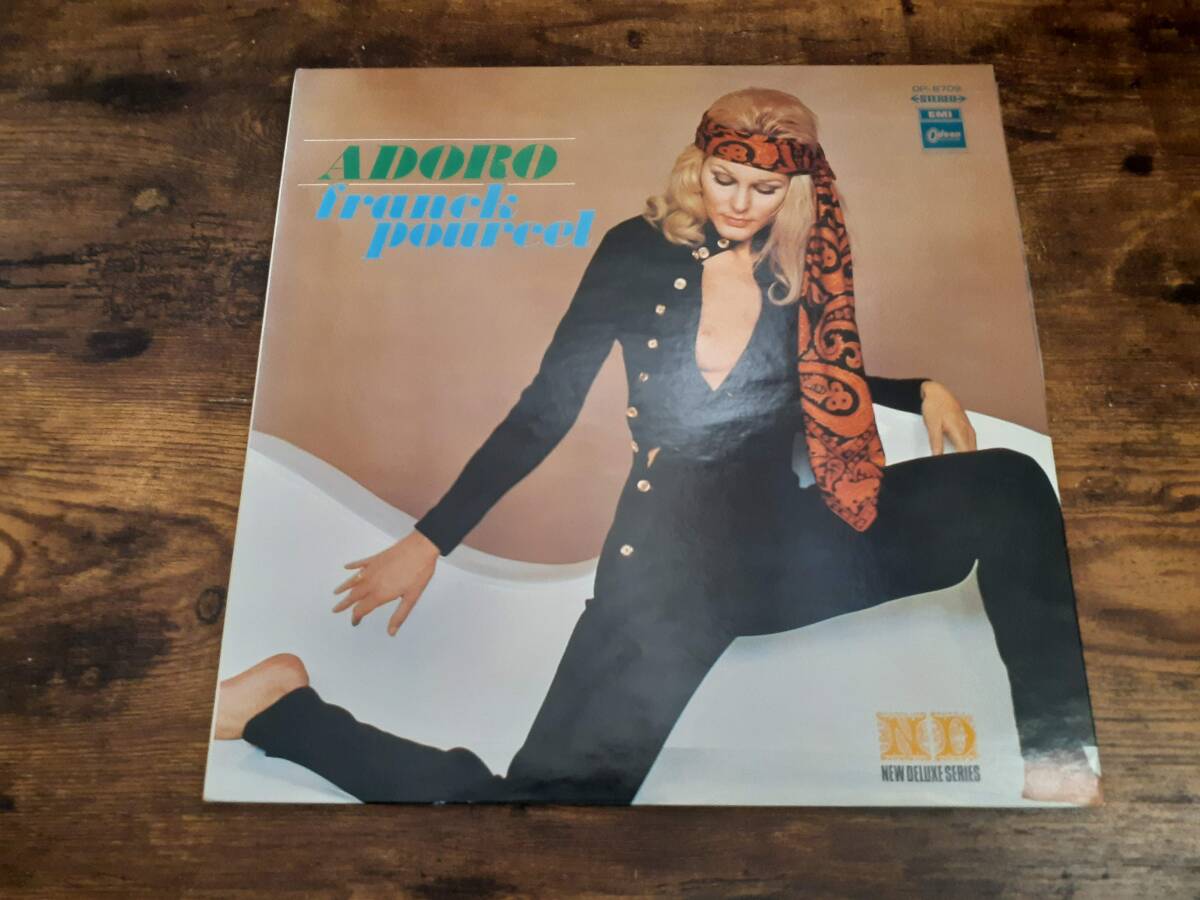 ADORO
franck
pourcel
OP-8709
STEREO
EMI
Odeon
ND
NEW DELUXE SERIES